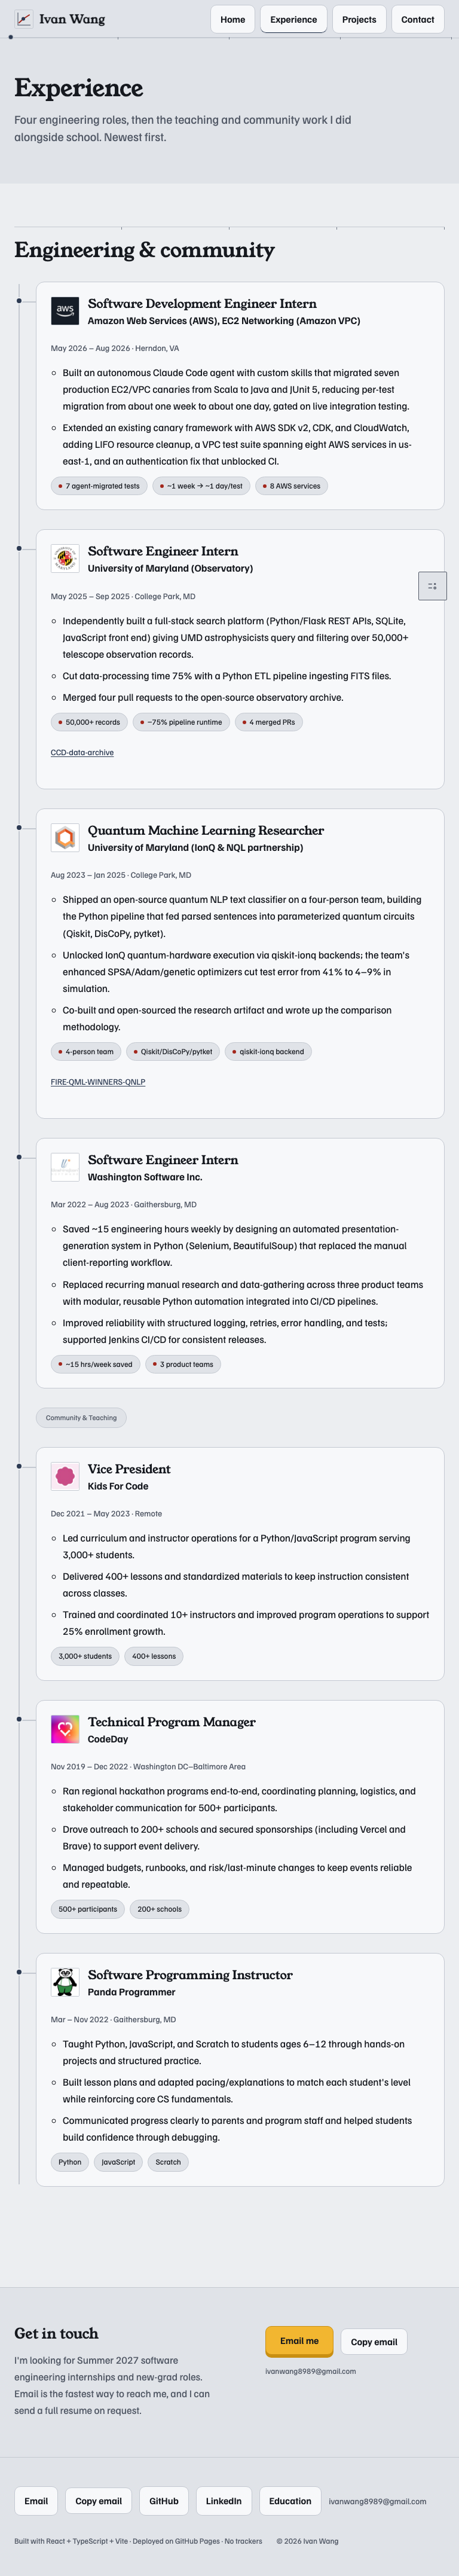 Ivan Wang
Home
Experience
Projects
Contact
Experience
Four engineering roles, then the teaching and community work I did
alongside school. Newest first.
Engineering & community
aws
Software Development Engineer Intern
Amazon Web Services (AWS), EC2 Networking (Amazon VPC)
May 2026 – Aug 2026 · Herndon, VA
Built an autonomous Claude Code agent with custom skills that migrated seven
production EC2/VPC canaries from Scala to Java and JUnit 5, reducing per-test
migration from about one week to about one day, gated on live integration testing.
Extended an existing canary framework with AWS SDK v2, CDK, and CloudWatch,
adding LIFO resource cleanup, a VPC test suite spanning eight AWS services in us-
east-1, and an authentication fix that unblocked CI.
7 agent-migrated tests
~1 week → ~1 day/test
8 AWS services
Software Engineer Intern
University of Maryland (Observatory)
May 2025 – Sep 2025 · College Park, MD
Independently built a full-stack search platform (Python/Flask REST APIs, SQLite,
JavaScript front end) giving UMD astrophysicists query and filtering over 50,000+
telescope observation records.
Cut data-processing time 75% with a Python ETL pipeline ingesting FITS files.
Merged four pull requests to the open-source observatory archive.
50,000+ records
−75% pipeline runtime
4 merged PRs
CCD-data-archive
Quantum Machine Learning Researcher
University of Maryland (IonQ & NQL partnership)
Aug 2023 – Jan 2025 · College Park, MD
Shipped an open-source quantum NLP text classifier on a four-person team, building
the Python pipeline that fed parsed sentences into parameterized quantum circuits
(Qiskit, DisCoPy, pytket).
Unlocked IonQ quantum-hardware execution via qiskit-ionq backends; the team's
enhanced SPSA/Adam/genetic optimizers cut test error from 41% to 4–9% in
simulation.
Co-built and open-sourced the research artifact and wrote up the comparison
methodology.
4-person team
Qiskit/DisCoPy/pytket
qiskit-ionq backend
FIRE-QML-WINNERS-QNLP
Software Engineer Intern
Washington Software Inc.
Mar 2022 – Aug 2023 · Gaithersburg, MD
Saved ~15 engineering hours weekly by designing an automated presentation-
generation system in Python (Selenium, BeautifulSoup) that replaced the manual
client-reporting workflow.
Replaced recurring manual research and data-gathering across three product teams
with modular, reusable Python automation integrated into CI/CD pipelines.
Improved reliability with structured logging, retries, error handling, and tests;
supported Jenkins CI/CD for consistent releases.
~15 hrs/week saved
3 product teams
Community & Teaching
Vice President
Kids For Code
Dec 2021 – May 2023 · Remote
Led curriculum and instructor operations for a Python/JavaScript program serving
3,000+ students.
Delivered 400+ lessons and standardized materials to keep instruction consistent
across classes.
Trained and coordinated 10+ instructors and improved program operations to support
25% enrollment growth.
3,000+ students
400+ lessons
Technical Program Manager
CodeDay
Nov 2019 – Dec 2022 · Washington DC–Baltimore Area
Ran regional hackathon programs end-to-end, coordinating planning, logistics, and
stakeholder communication for 500+ participants.
Drove outreach to 200+ schools and secured sponsorships (including Vercel and
Brave) to support event delivery.
Managed budgets, runbooks, and risk/last-minute changes to keep events reliable
and repeatable.
500+ participants
200+ schools
Software Programming Instructor
Panda Programmer
Mar – Nov 2022 · Gaithersburg, MD
Taught Python, JavaScript, and Scratch to students ages 6–12 through hands-on
projects and structured practice.
Built lesson plans and adapted pacing/explanations to match each student's level
while reinforcing core CS fundamentals.
Communicated progress clearly to parents and program staff and helped students
build confidence through debugging.
Python
JavaScript
Scratch
Get in touch
I'm looking for Summer 2027 software
engineering internships and new-grad roles.
Email is the fastest way to reach me, and I can
send a full resume on request.
Email me
Copy email
ivanwang8989@gmail.com
Email
Copy email
GitHub
LinkedIn
Education
ivanwang8989@gmail.com
Built with React + TypeScript + Vite · Deployed on GitHub Pages · No trackers
© 2026 Ivan Wang